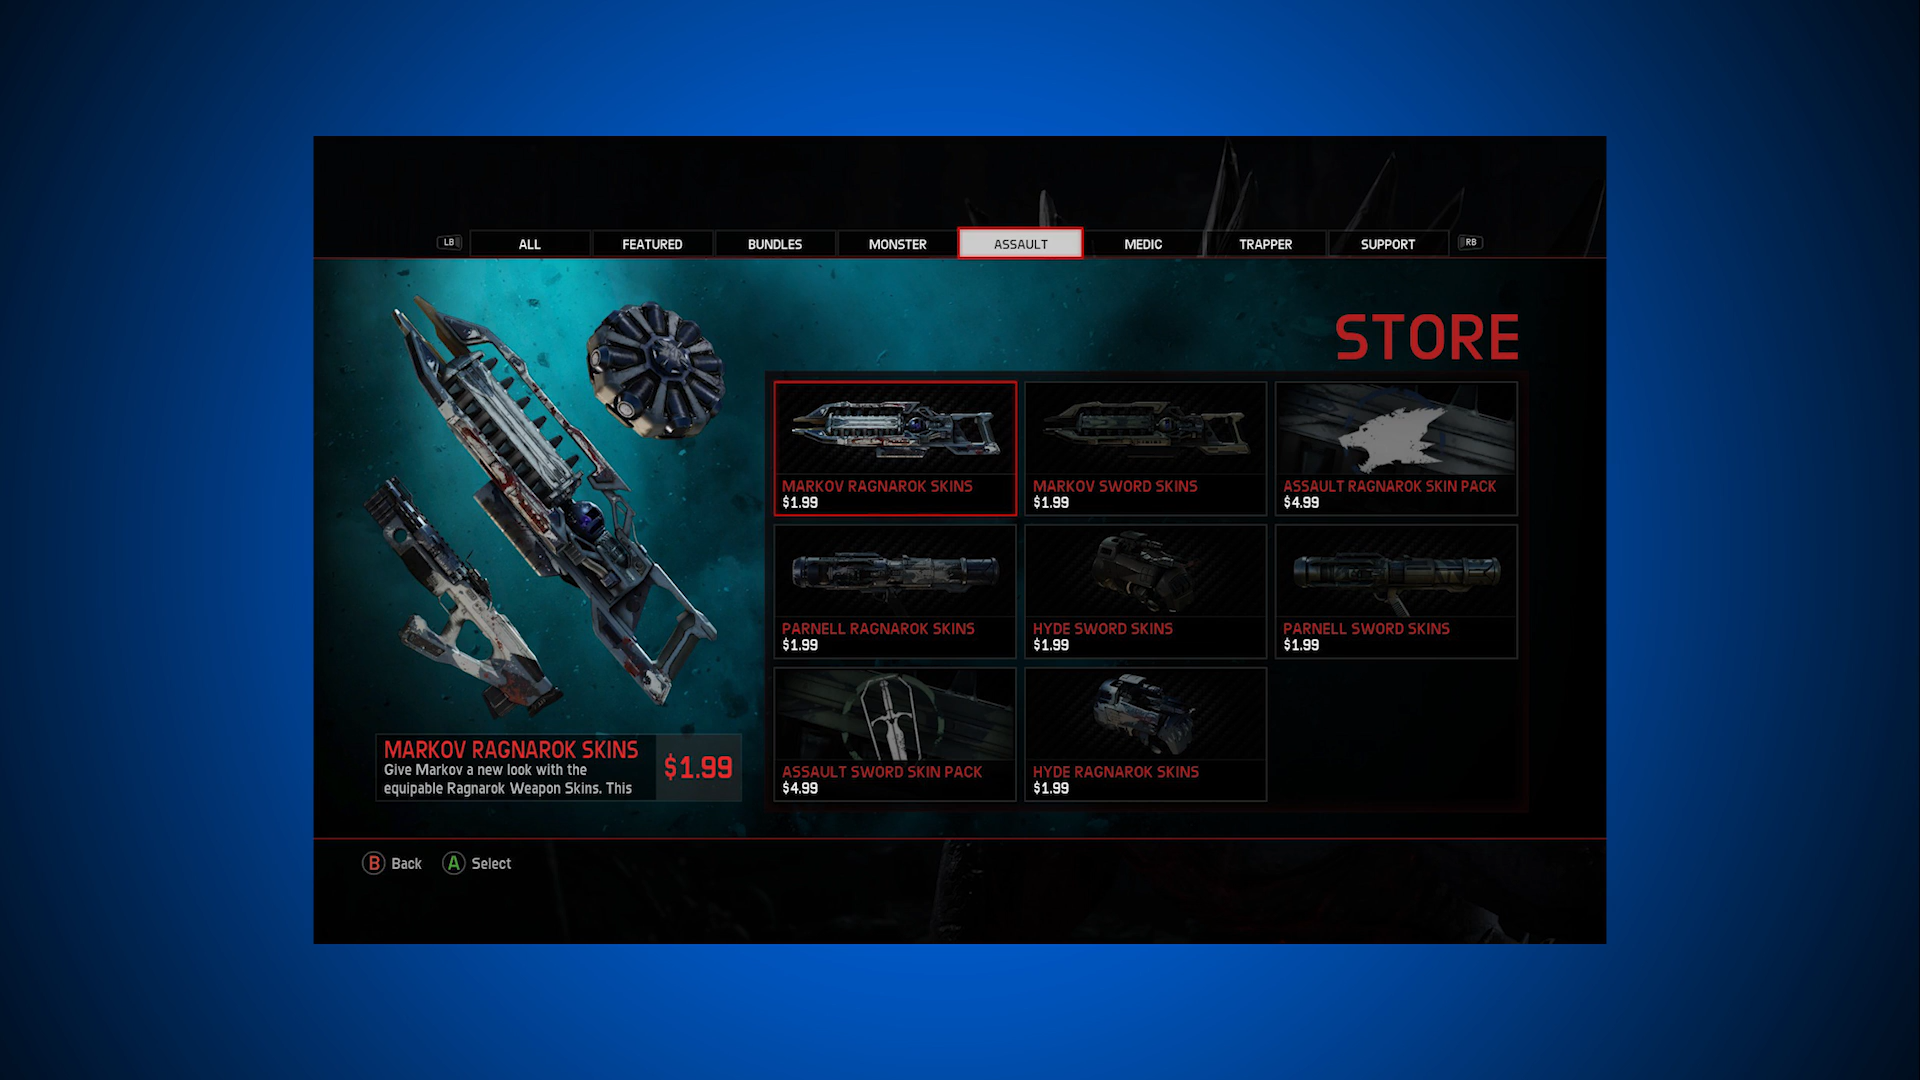 LB
ALL
FEATURED
BUNDLES
MONSTER
ASSAULT
MEDIC
TRAPPER
SUPPORT
RB
STORE
MARKOV RAGNAROK SKINS
$1.99
MARKOV SWORD SKINS
$1.99
ASSAULT RAGNAROK SKIN PACK
$4.99
PARNELL RAGNAROK SKINS
$1.99
HYDE SWORD SKINS
$1.99
PARNELL SWORD SKINS
$1.99
ASSAULT SWORD SKIN PACK
$4.99
HYDE RAGNAROK SKINS
$1.99
MARKOV RAGNAROK SKINS
Give Markov a new look with the
equipable Ragnarok Weapon Skins. This
$1.99
B Back
A Select